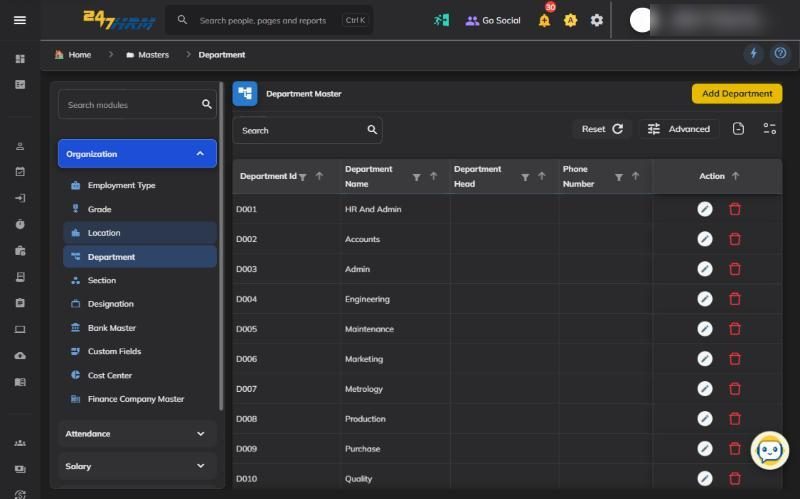 247HRM
Search people, pages and reports
Ctrl K
Go Social
30
A
Home > Masters > Department
Search modules
Organization
Employment Type
Grade
Location
Department
Section
Designation
Bank Master
Custom Fields
Cost Center
Finance Company Master
Attendance
Salary
Department Master
Add Department
Search
Reset
Advanced
Department Id
Department Name
Department Head
Phone Number
Action
D001 HR And Admin
D002 Accounts
D003 Admin
D004 Engineering
D005 Maintenance
D006 Marketing
D007 Metrology
D008 Production
D009 Purchase
D010 Quality